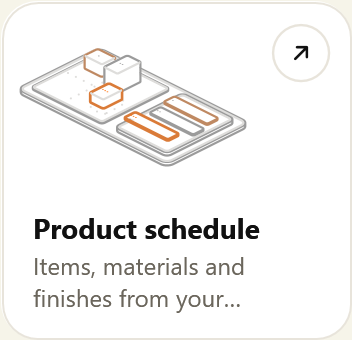 Product schedule
Items, materials and
finishes from your...